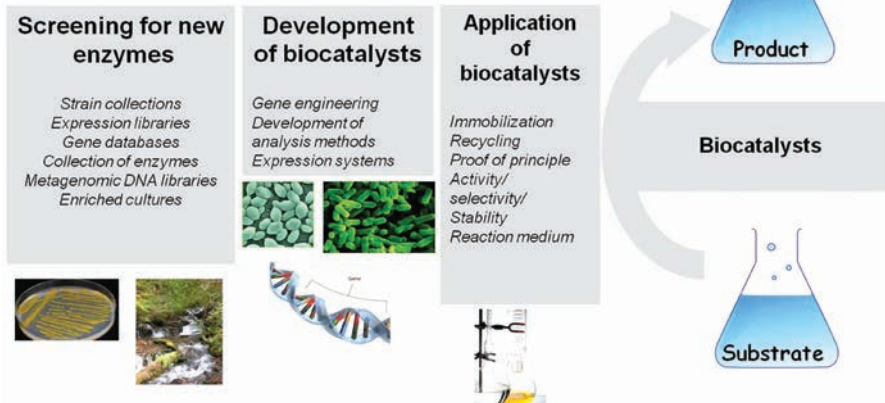 Screening for new
enzymes
Strain collections
Expression libraries
Gene databases
Collection of enzymes
Metagenomic DNA libraries
Enriched cultures
Development
of biocatalysts
Gene engineering
Development of
analysis methods
Expression systems
Gene
Application
of
biocatalysts
Immobilization
Recycling
Proof of principle
Activity/
selectivity/
Stability
Reaction medium
Product
Biocatalysts
Substrate